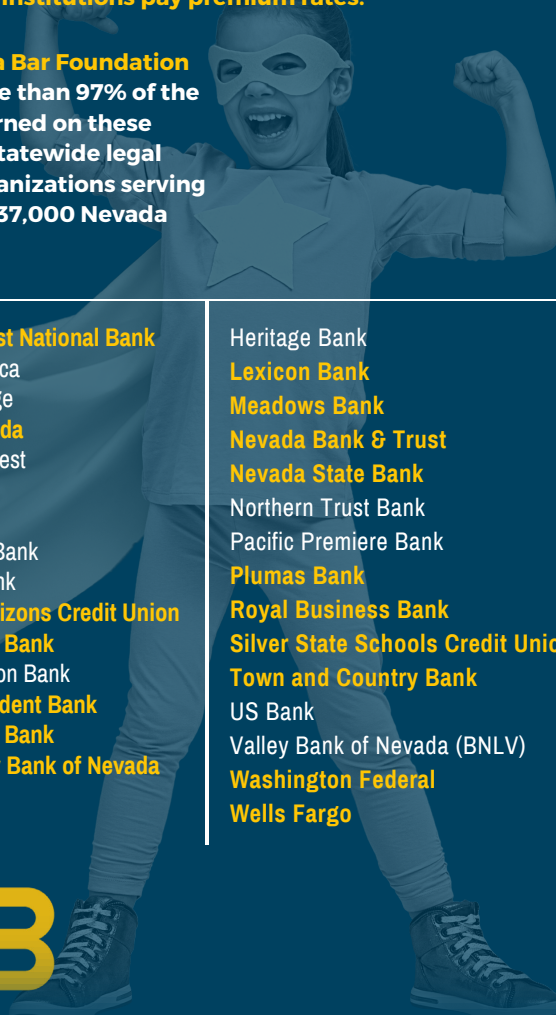 institutions pay premium rates.
n Bar Foundation
e than 97% of the
rned on these
tatewide legal
anizations serving
37,000 Nevada
st National Bank
ca
ge
da
est
Bank
nk
izons Credit Union
Bank
on Bank
dent Bank
Bank
Bank of Nevada
Heritage Bank
Lexicon Bank
Meadows Bank
Nevada Bank & Trust
Nevada State Bank
Northern Trust Bank
Pacific Premiere Bank
Plumas Bank
Royal Business Bank
Silver State Schools Credit Unio
Town and Country Bank
US Bank
Valley Bank of Nevada (BNLV)
Washington Federal
Wells Fargo
B